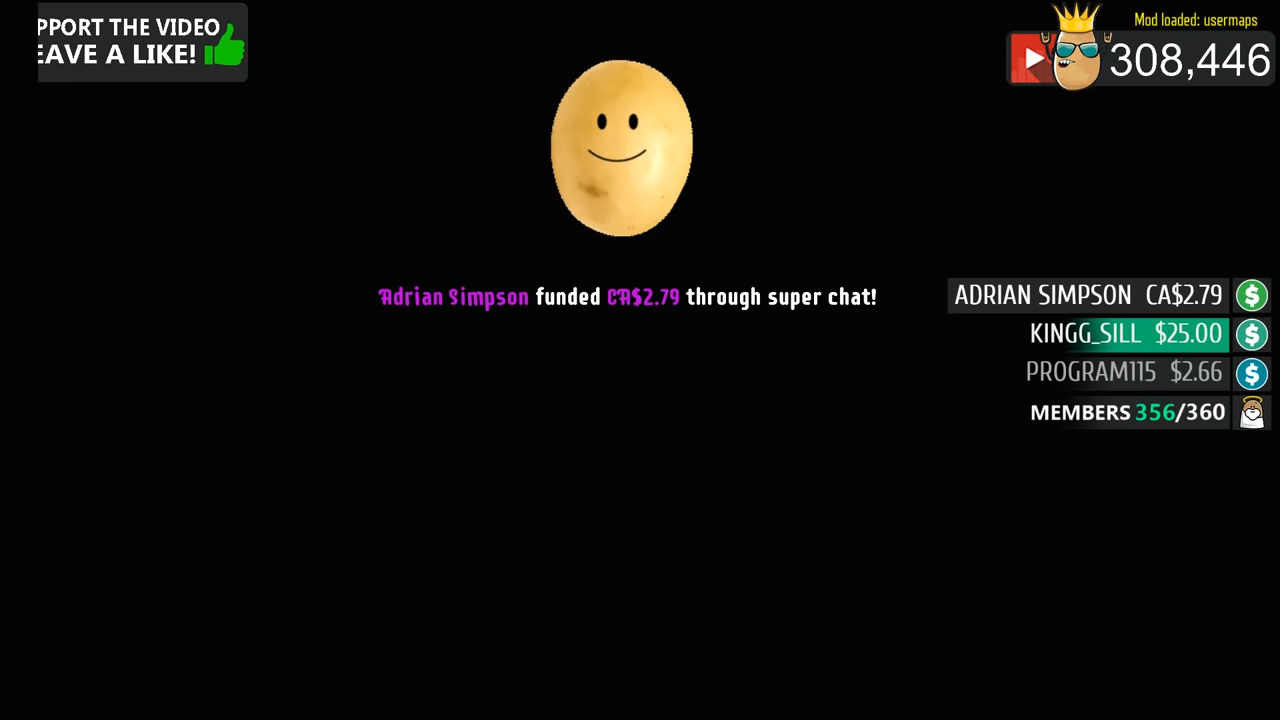 PPORT THE VIDEO
EAVE A LIKE!
Mod loaded: usermaps
308,446
Adrian Simpson funded CA$2.79 through super chat!
ADRIAN SIMPSON CA$2.79
KINGG_SILL $25.00
PROGRAM115 $2.66
MEMBERS 356/360